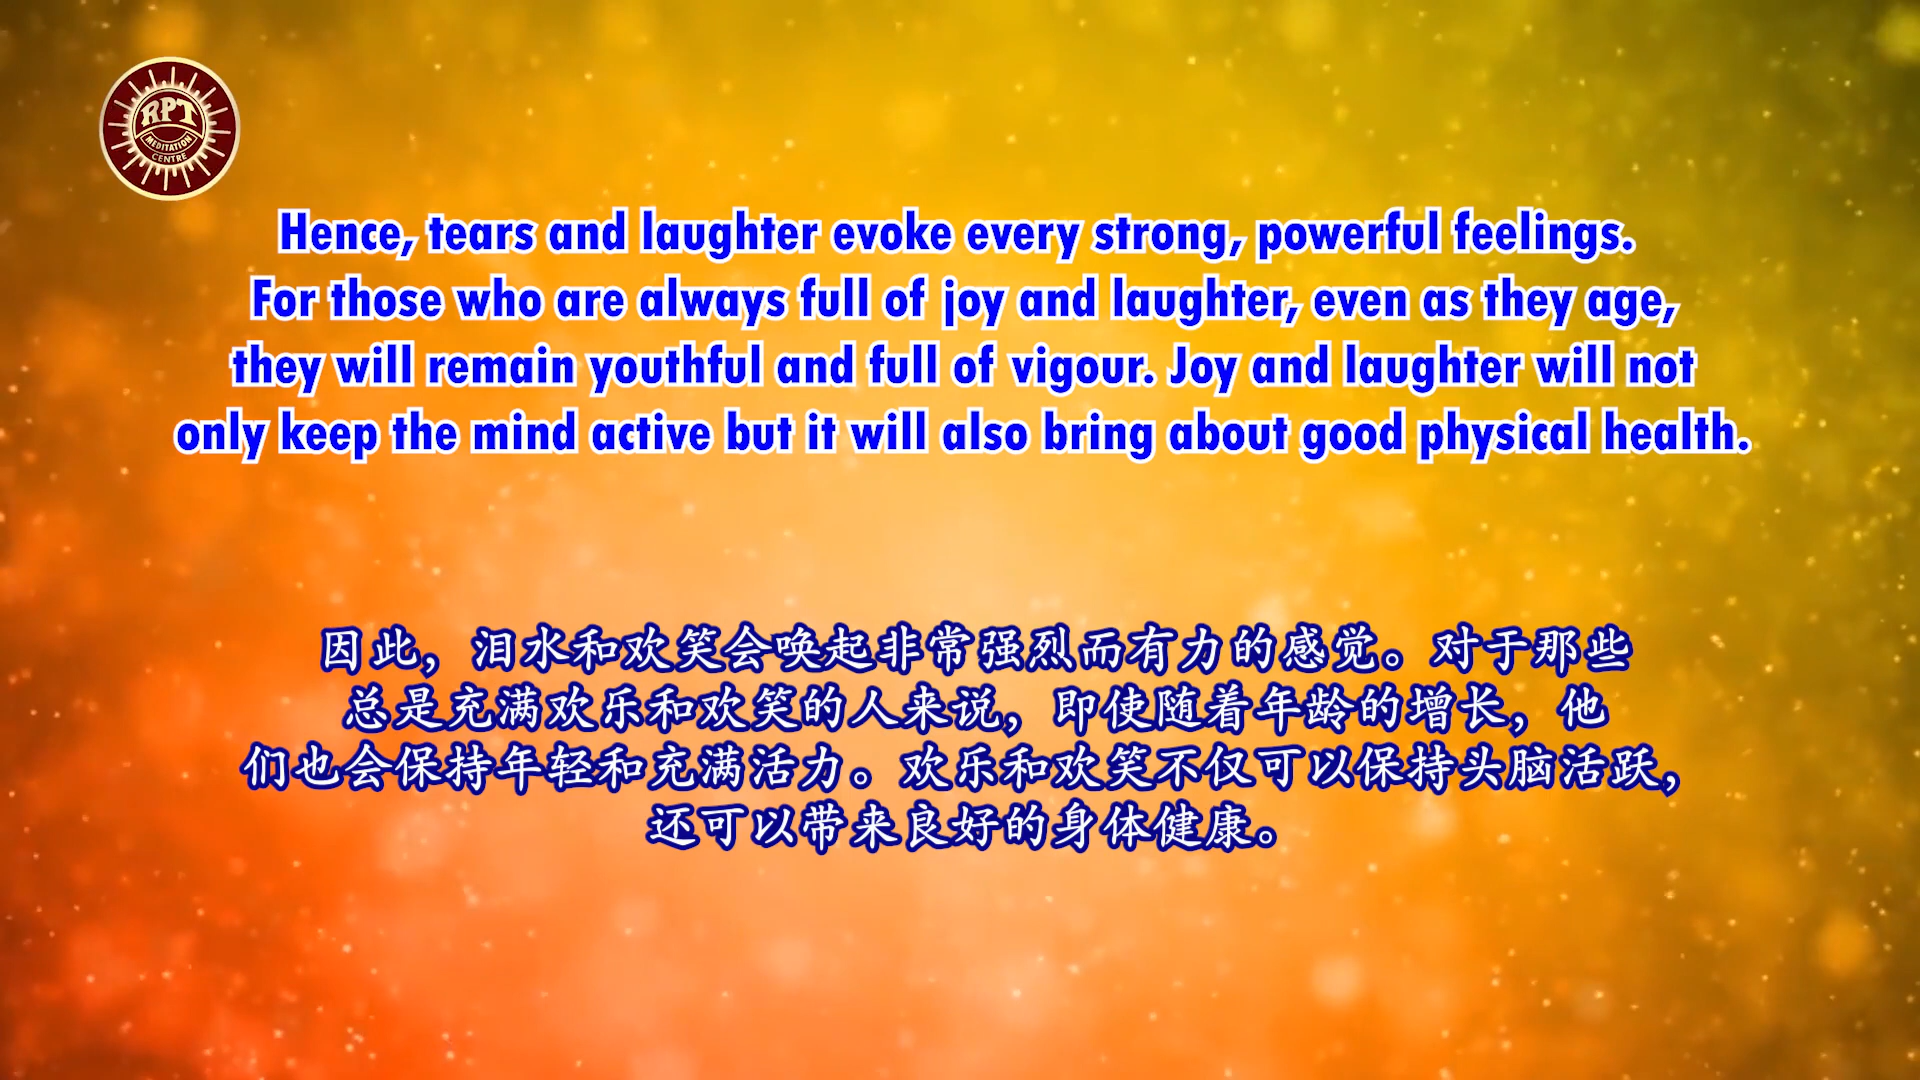 RPT
MEDITATION
CENTRE
Hence, tears and laughter evoke every strong, powerful feelings.
For those who are always full of joy and laughter, even as they age,
they will remain youthful and full of vigour. Joy and laughter will not
only keep the mind active but it will also bring about good physical health.
因此，泪水和欢笑会唤起非常强烈而有力的感觉。对于那些
总是充满欢乐和欢笑的人来说，即使随着年龄的增长，他
们也会保持年轻和充满活力。欢乐和欢笑不仅可以保持头脑活跃，
还可以带来良好的身体健康。